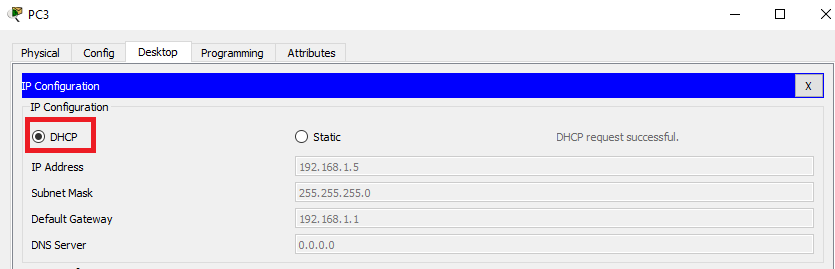 PC3
Physical Config Desktop Programming Attributes
IP Configuration X
IP Configuration
DHCP Static DHCP request successful.
IP Address 192.168.1.5
Subnet Mask 255.255.255.0
Default Gateway 192.168.1.1
DNS Server 0.0.0.0